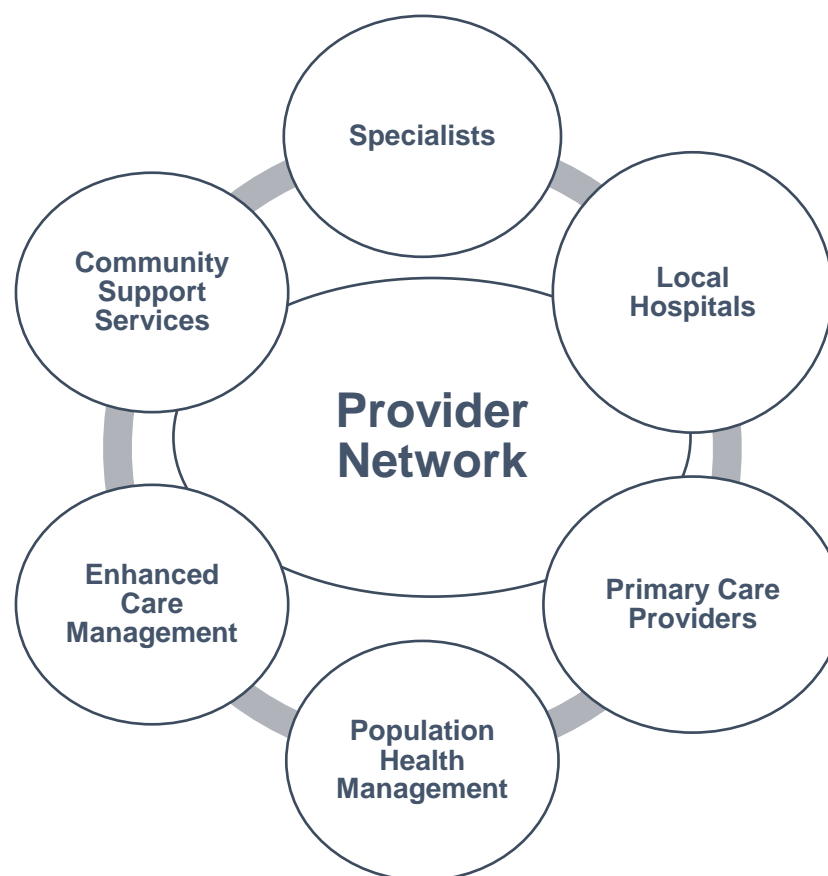 Specialists
Local
Hospitals
Primary Care
Providers
Population
Health
Management
Enhanced
Care
Management
Community
Support
Services
Provider
Network